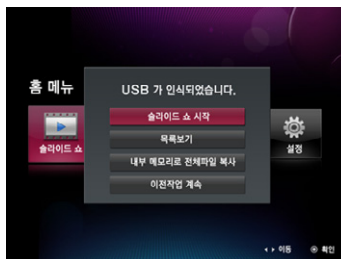 홈 메뉴
USB 가 인식되었습니다.
슬라이드 쇼 시작
목록보기
내부 메모리로 전체파일 복사
이전작업 계속
슬라이드 쇼
설정
이동
확인